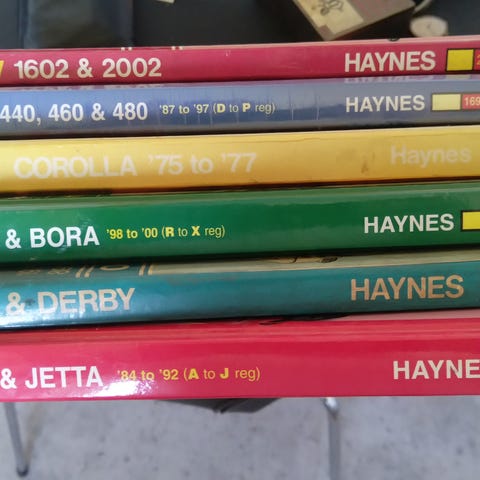 1602 & 2002 HAYNES
440, 460 & 480 '87 to '97 (D to P reg) HAYNES 169
COROLLA '75 to '77 Haynes
& BORA '98 to '00 (R to X reg) HAYNES
& DERBY HAYNES
& JETTA '84 to '92 (A to J reg) HAYNE